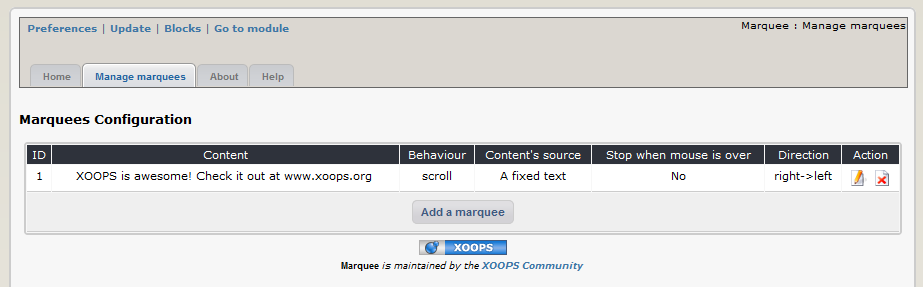 Preferences | Update | Blocks | Go to module
Marquee : Manage marquees
Home Manage marquees About Help
Marquees Configuration
ID Content Behaviour Content's source Stop when mouse is over Direction Action
1 XOOPS is awesome! Check it out at www.xoops.org scroll A fixed text No right->left
Add a marquee
XOOPS
Marquee is maintained by the XOOPS Community